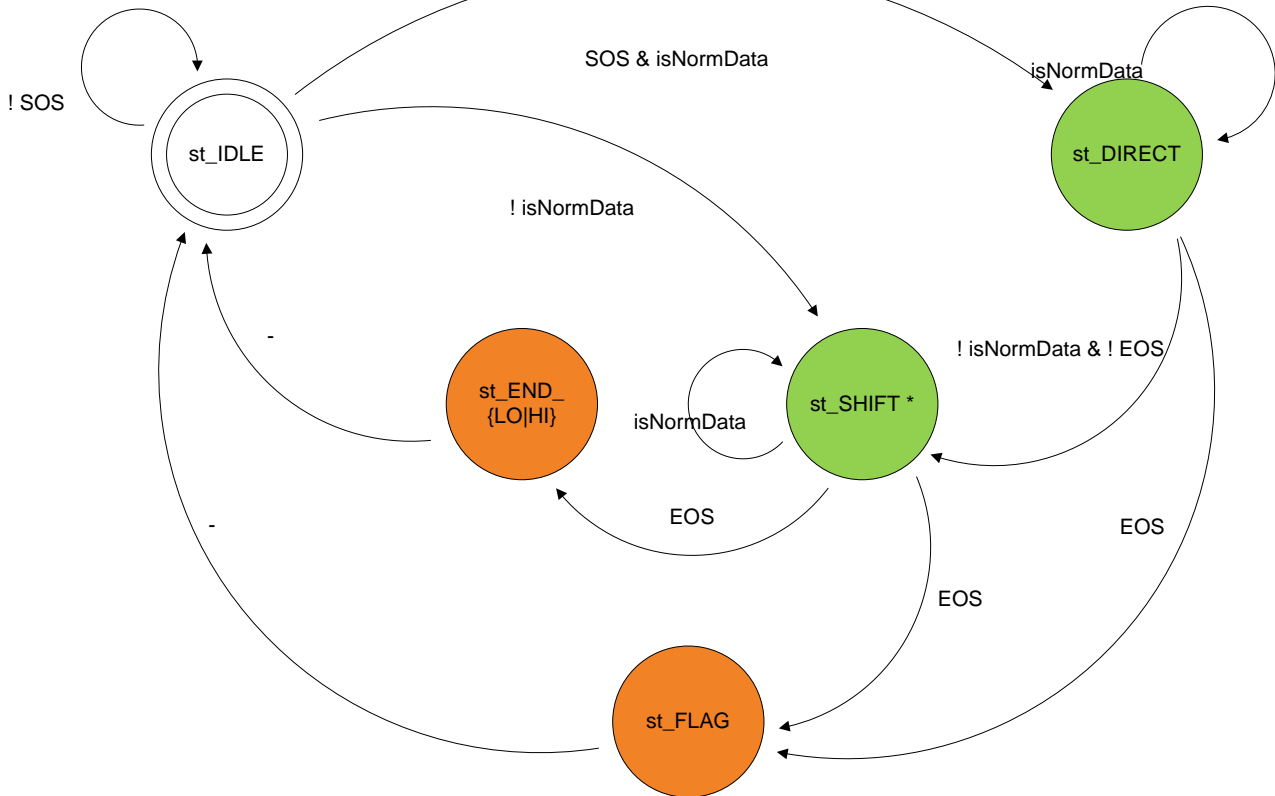 SOS & isNormData
isNormData
! SOS
st_IDLE
st_DIRECT
! isNormData
-
! isNormData & ! EOS
st_END_
{LO|HI}
st_SHIFT *
isNormData
EOS
-
EOS
EOS
st_FLAG